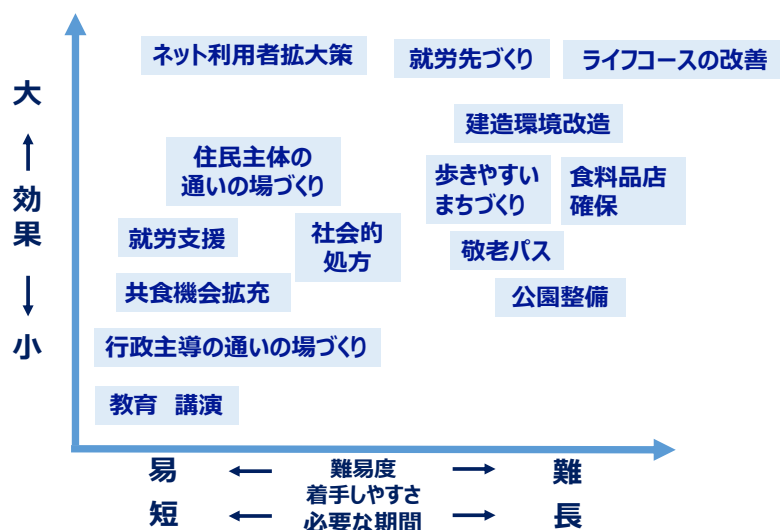 ネット利用者拡大策
就労先づくり
ライフコースの改善
大
建造環境改造
住民主体の
通いの場づくり
歩きやすい
まちづくり
食料品店
確保
効
果
就労支援
社会的
処方
敬老パス
共食機会拡充
公園整備
小
行政主導の通いの場づくり
教育 講演
易
難易度
難
着手しやすさ
短
必要な期間
長